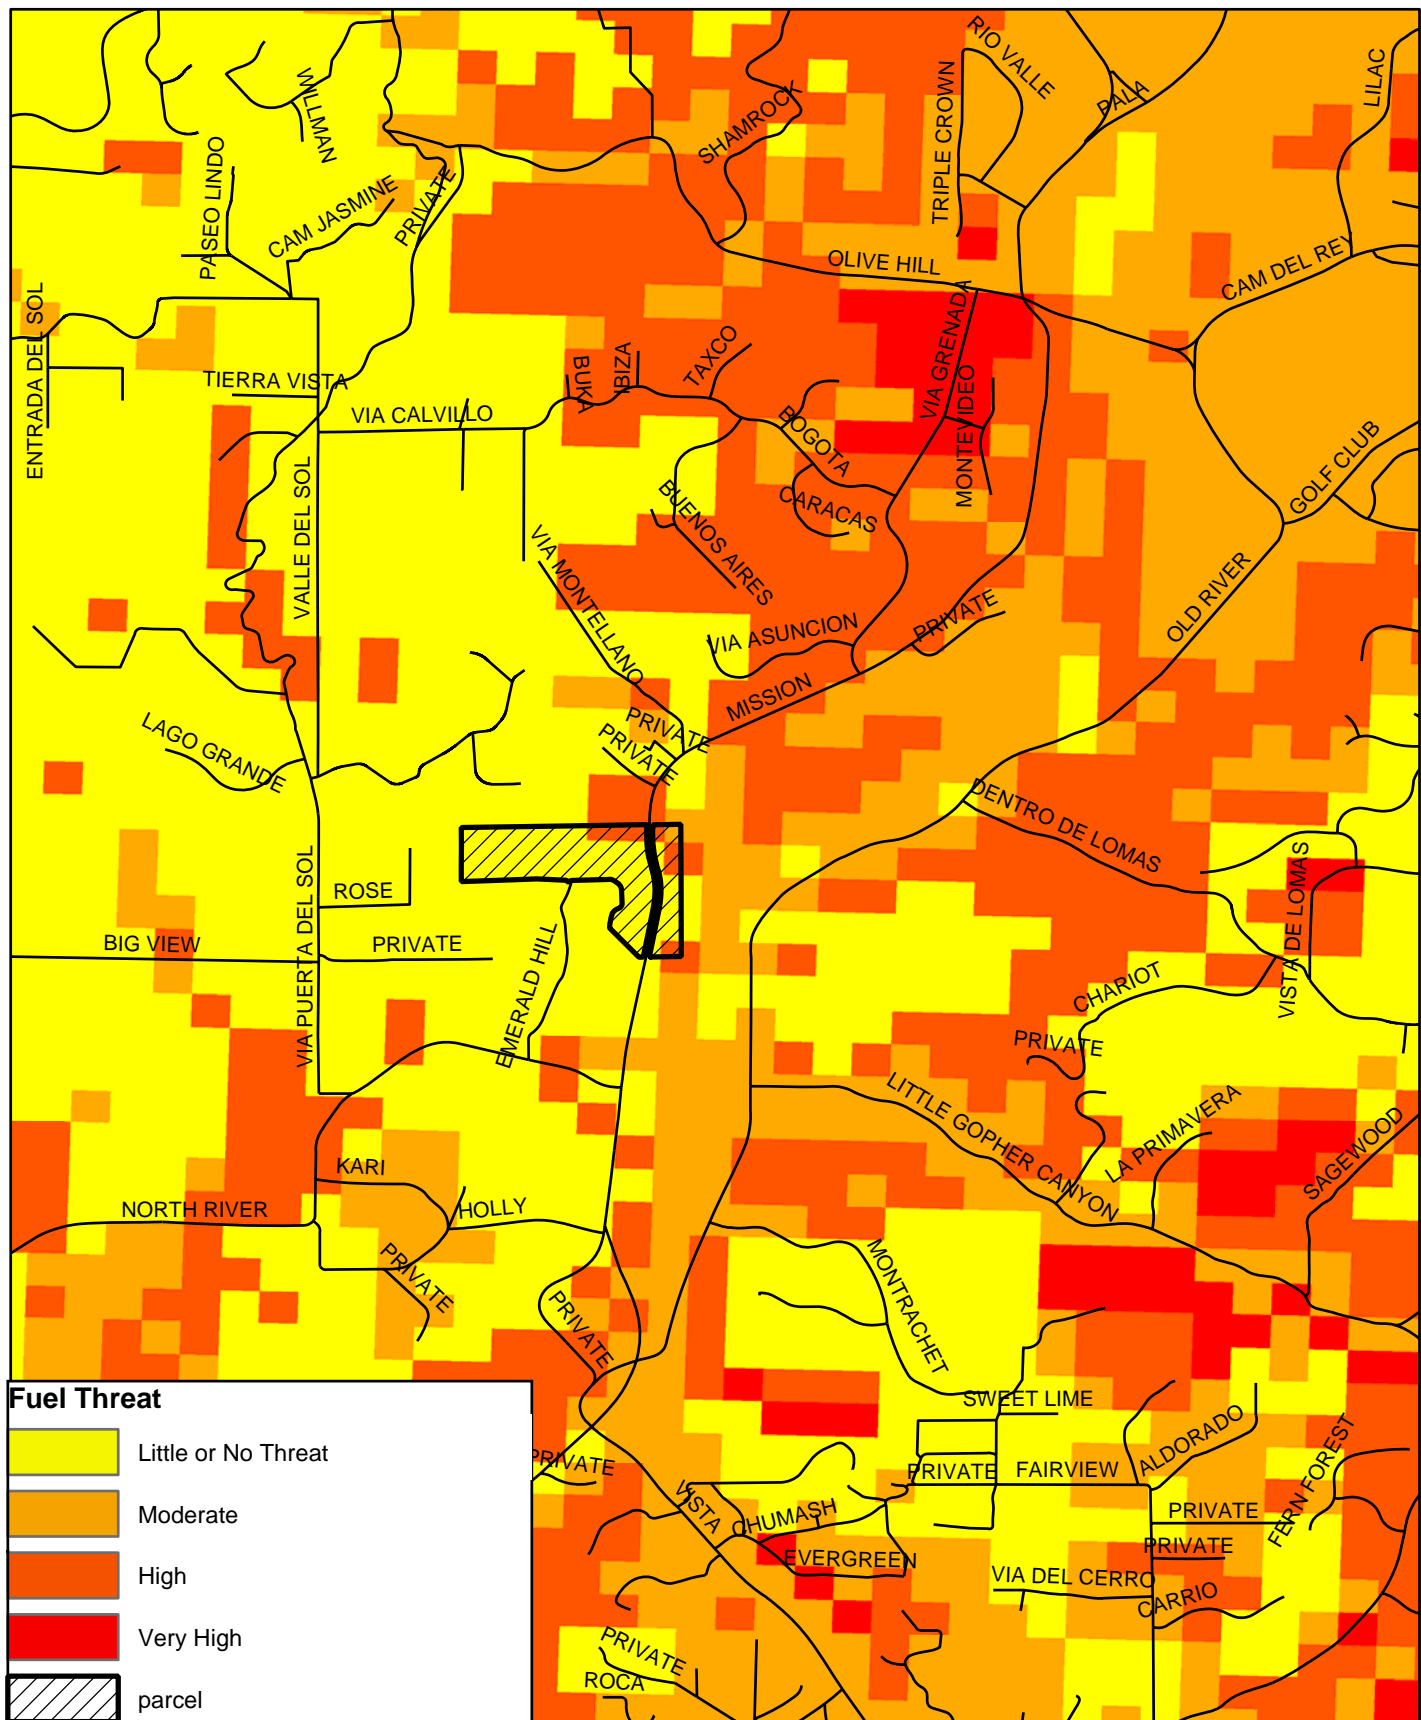 RIO VALLE
LILAC
WILLMAN
SHAMROCK
TRIPLE CROWN
PALA
PASEO LINDO
CAM JASMINE
PRIVATE
OLIVE HILL
CAM DEL REY
ENTRADA DEL SOL
VIA GRENADA
TAXCO
IBIZA
BUKA
TIERRA VISTA
VIA CALVILLO
BOGOTA
MONTEVIDEO
GOLF CLUB
VALLE DEL SOL
BUENOS AIRES
CARACAS
VIA MONTELLANO
OLD RIVER
VIA ASUNCION
PRIVATE
MISSION
LAGO GRANDE
PRIVATE
PRIVATE
DENTRO DE LOMAS
VIA PUERTA DEL SOL
ROSE
VISTA DE LOMAS
BIG VIEW
PRIVATE
EMERALD HILL
CHARIOT
PRIVATE
LITTLE GOPHER CANYON
LA PRIMAVERA
SAGEWOOD
KARI
NORTH RIVER
HOLLY
PRIVATE
MONTRACHET
PRIVATE
SWEET LIME
Fuel Threat
Little or No Threat
Moderate
High
Very High
parcel
PRIVATE
PRIVATE
FAIRVIEW
ALDORADO
FERN FOREST
VISTA
CHUMASH
PRIVATE
PRIVATE
EVERGREEN
VIA DEL CERRO
CARRIO
PRIVATE
ROCA